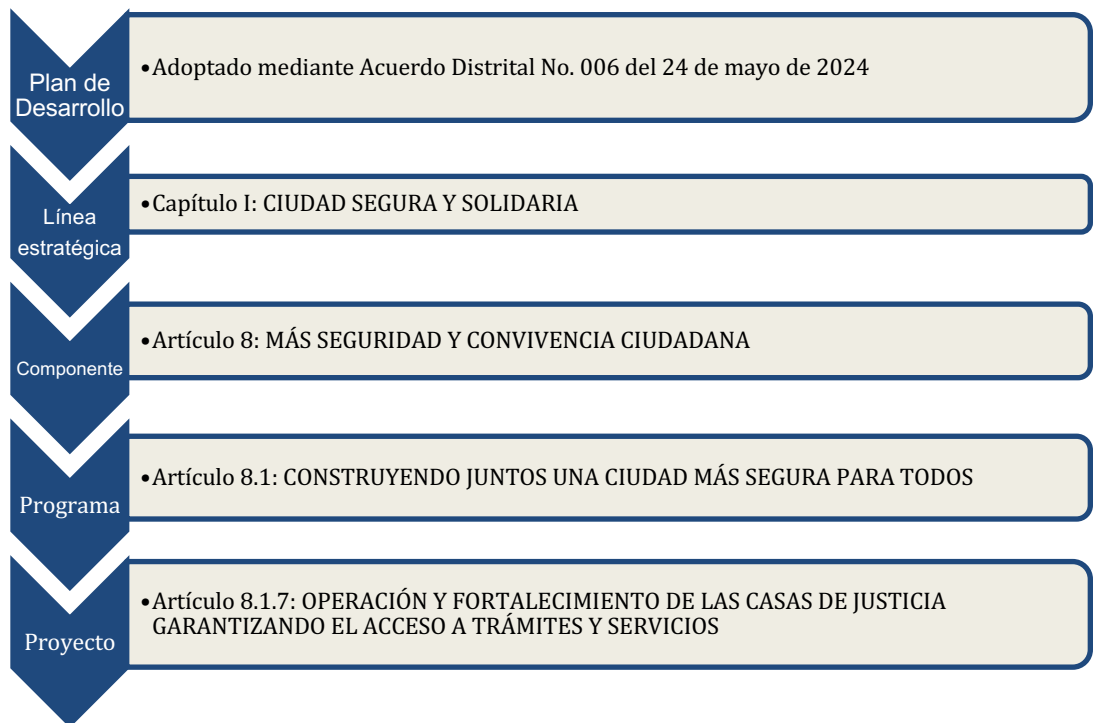 Plan de
Desarrollo
•Adoptado mediante Acuerdo Distrital No. 006 del 24 de mayo de 2024
Línea
estratégica
•Capítulo I: CIUDAD SEGURA Y SOLIDARIA
Componente
•Artículo 8: MÁS SEGURIDAD Y CONVIVENCIA CIUDADANA
Programa
•Artículo 8.1: CONSTRUYENDO JUNTOS UNA CIUDAD MÁS SEGURA PARA TODOS
Proyecto
•Artículo 8.1.7: OPERACIÓN Y FORTALECIMIENTO DE LAS CASAS DE JUSTICIA
GARANTIZANDO EL ACCESO A TRÁMITES Y SERVICIOS